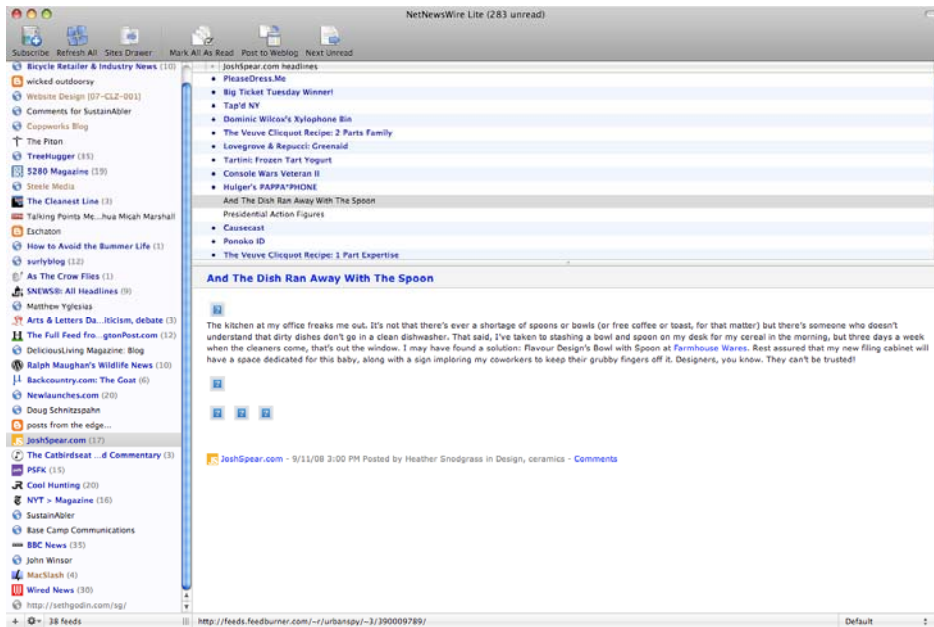 NetNewsWire Lite (283 unread)
Subscribe Refresh All Sites Drawer Mark All As Read Post to Weblog Next Unread
Bicycle Retailer & Industry News (10)
wicked outdoorsy
Website Design [07-CLZ-001]
Comments for SustainAbler
Coppworks Blog
The Piton
TreeHugger (35)
5280 Magazine (19)
Steele Media
The Cleanest Line (3)
Talking Points Me...hua Micah Marshall
Eschaton
How to Avoid the Bummer Life (1)
surlyblog (12)
As The Crow Flies (1)
SNEWS®: All Headlines (9)
Matthew Yglesias
Arts & Letters Da...iticism, debate (3)
The Full Feed fro...gtonPost.com (12)
DeliciousLiving Magazine: Blog
Ralph Maughan's Wildlife News (10)
Backcountry.com: The Goat (6)
Newlaunches.com (20)
Doug Schnitzspahn
posts from the edge...
JoshSpear.com (17)
The Catbirdseat ...d Commentary (3)
PSFK (15)
Cool Hunting (20)
NYT > Magazine (16)
SustainAbler
Base Camp Communications
BBC News (35)
John Winsor
MacSlash (4)
Wired News (30)
http://sethgodin.com/sg/
38 feeds
JoshSpear.com headlines
PleaseDress.Me
Big Ticket Tuesday Winner!
Tap'd NY
Dominic Wilcox's Xylophone Bin
The Veuve Clicquot Recipe: 2 Parts Family
Lovegrove & Repucci: Greenaid
Tartini: Frozen Tart Yogurt
Console Wars Veteran II
Hulger's PAPPA*PHONE
And The Dish Ran Away With The Spoon
Presidential Action Figures
Causecast
Ponoko ID
The Veuve Clicquot Recipe: 1 Part Expertise
And The Dish Ran Away With The Spoon
The kitchen at my office freaks me out. It's not that there's ever a shortage of spoons or bowls (or free coffee or toast, for that matter) but there's someone who doesn't
understand that dirty dishes don't go in a clean dishwasher. That said, I've taken to stashing a bowl and spoon on my desk for my cereal in the morning, but three days a week
when the cleaners come, that's out the window. I may have found a solution: Flavour Design's Bowl with Spoon at Farmhouse Wares. Rest assured that my new filing cabinet will
have a space dedicated for this baby, along with a sign imploring my coworkers to keep their grubby fingers off it. Designers, you know. They can't be trusted!
JoshSpear.com - 9/11/08 3:00 PM Posted by Heather Snodgrass in Design, ceramics - Comments
http://feeds.feedburner.com/~r/urbanspy/~3/390009789/
Default